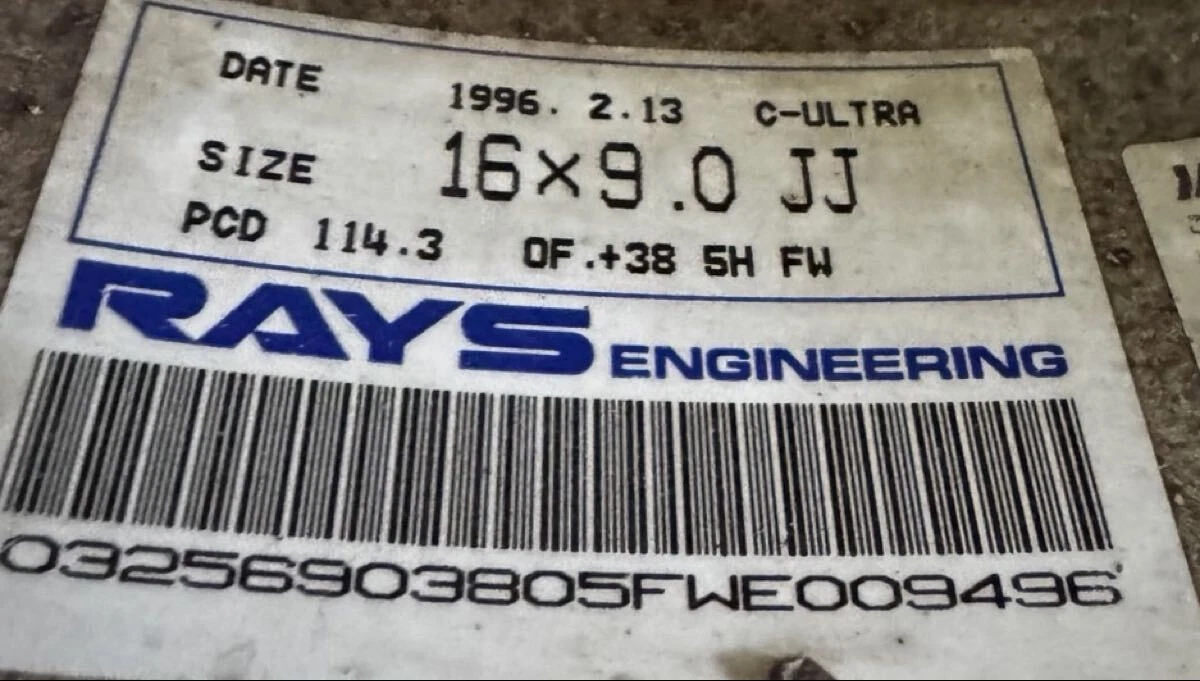 DATE 1996. 2.13 C-ULTRA
SIZE 16×9.0 JJ
PCD 114.3 OF.+38 5H FW
RAYS ENGINEERING
03256903805FWE009496